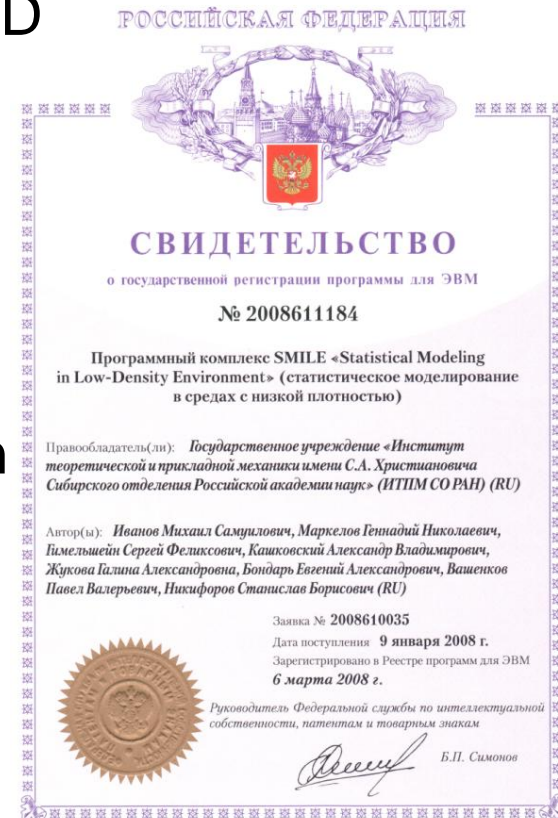 D
РОССИЙСКАЯ ФЕДЕРАЦИЯ
СВИДЕТЕЛЬСТВО
о государственной регистрации программы для ЭВМ
№ 2008611184
Программный комплекс SMILE «Statistical Modeling
in Low-Density Environment» (статистическое моделирование
в средах с низкой плотностью)
n
Правообладатель(ли): Государственное учреждение «Институт
теоретической и прикладной механики имени С.А. Христиановича
Сибирского отделения Российской академии наук» (ИТПМ СО РАН) (RU)
Автор(ы): Иванов Михаил Самуилович, Маркелов Геннадий Николаевич,
Гимельшейн Сергей Феликсович, Кашковский Александр Владимирович,
Жукова Галина Александровна, Бондарь Евгений Александрович, Вашенков
Павел Валерьевич, Никифоров Станислав Борисович (RU)
Заявка № 2008610035
Дата поступления 9 января 2008 г.
Зарегистрировано в Реестре программ для ЭВМ
6 марта 2008 г.
Руководитель Федеральной службы по интеллектуальной
собственности, патентам и товарным знакам
Б.П. Симонов